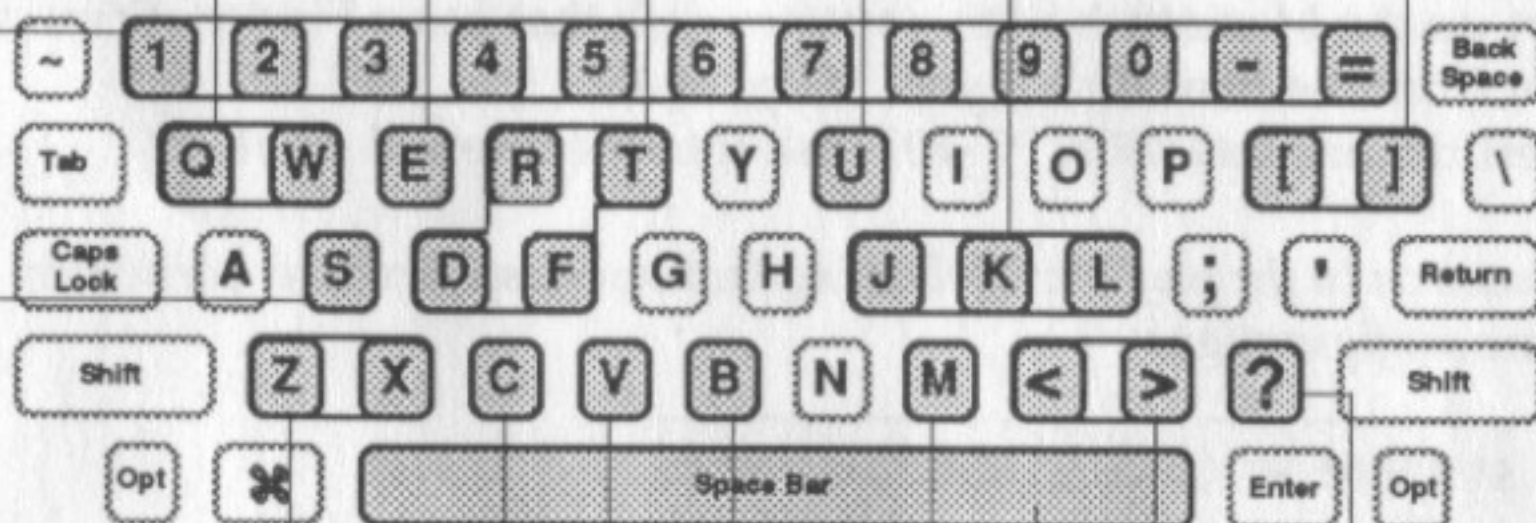 ~ 1 2 3 4 5 6 7 8 9 0 - = Back Space
Tab Q W E R T Y U I O P [ ] \
Caps Lock A S D F G H J K L ; ' Return
Shift Z X C V B N M < > ? Shift
Opt ⌘ Space Bar Enter Opt